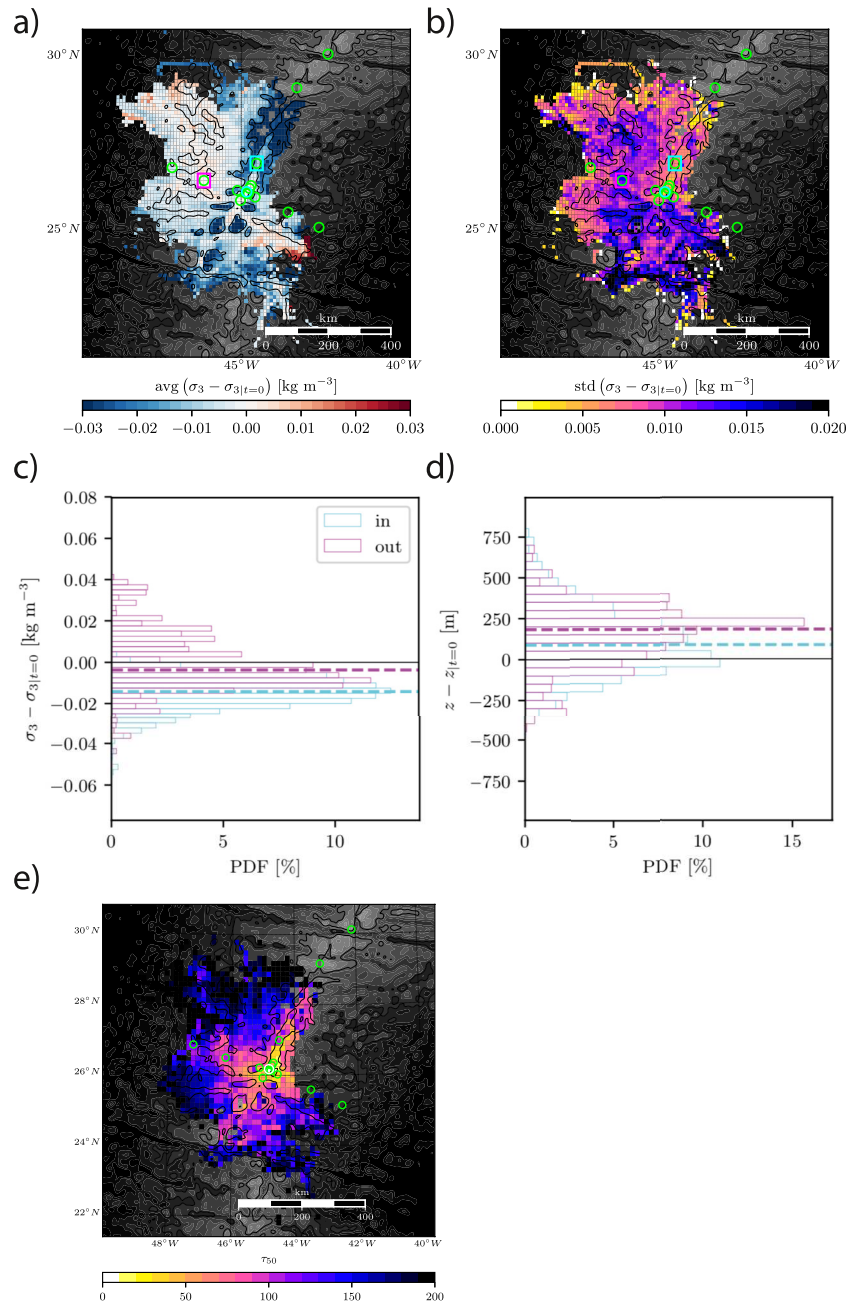 a)
b)
30°N
25°N
km
0 200 400
45°W 40°W
avg (σ₃ − σ₃|t=0) [kg m⁻³]
−0.03 −0.02 −0.01 0.00 0.01 0.02 0.03
30°N
25°N
km
0 200 400
45°W 40°W
std (σ₃ − σ₃|t=0) [kg m⁻³]
0.000 0.005 0.010 0.015 0.020
c)
0.08
0.06
0.04
0.02
0.00
−0.02
−0.04
−0.06
σ₃ − σ₃|t=0 [kg m⁻³]
in
out
0 5 10
PDF [%]
d)
750
500
250
0
−250
−500
−750
z − z|t=0 [m]
0 5 10 15
PDF [%]
e)
30°N
28°N
26°N
24°N
22°N
km
0 200 400
48°W 46°W 44°W 42°W 40°W
τ₅₀
0 50 100 150 200